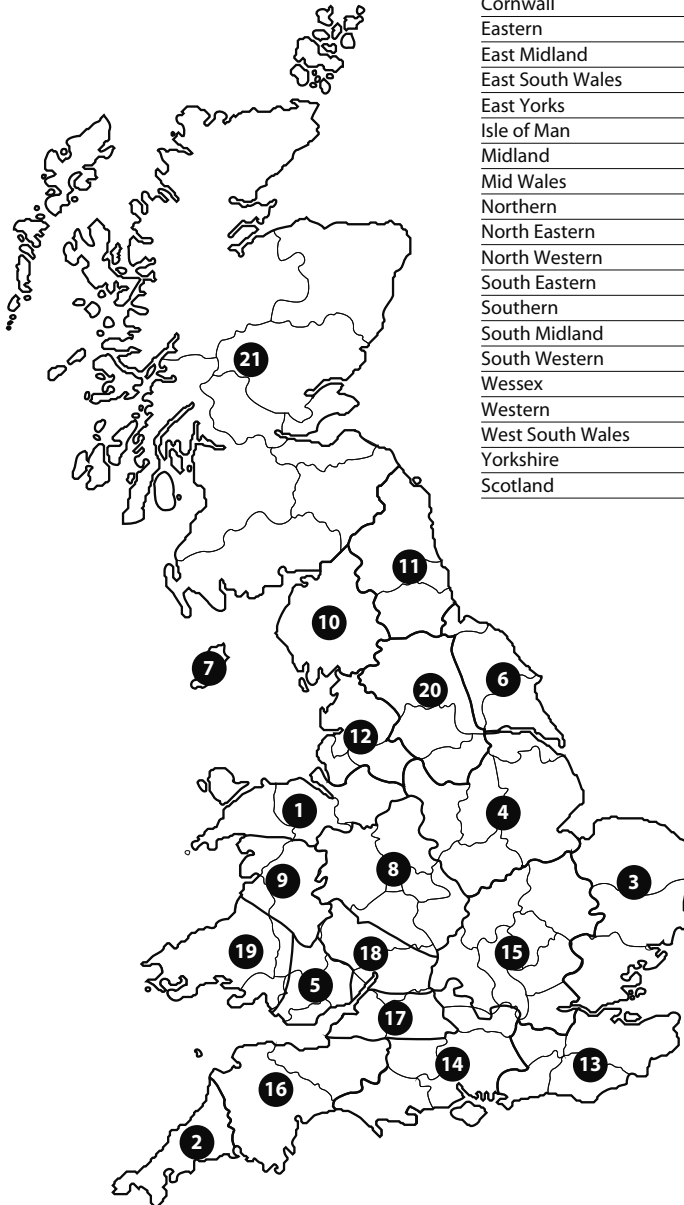 Cornwall
Eastern
East Midland
East South Wales
East Yorks
Isle of Man
Midland
Mid Wales
Northern
North Eastern
North Western
South Eastern
Southern
South Midland
South Western
Wessex
Western
West South Wales
Yorkshire
Scotland
21
11
10
7
6
20
12
1
4
8
3
9
19
18
15
5
17
14
13
16
2